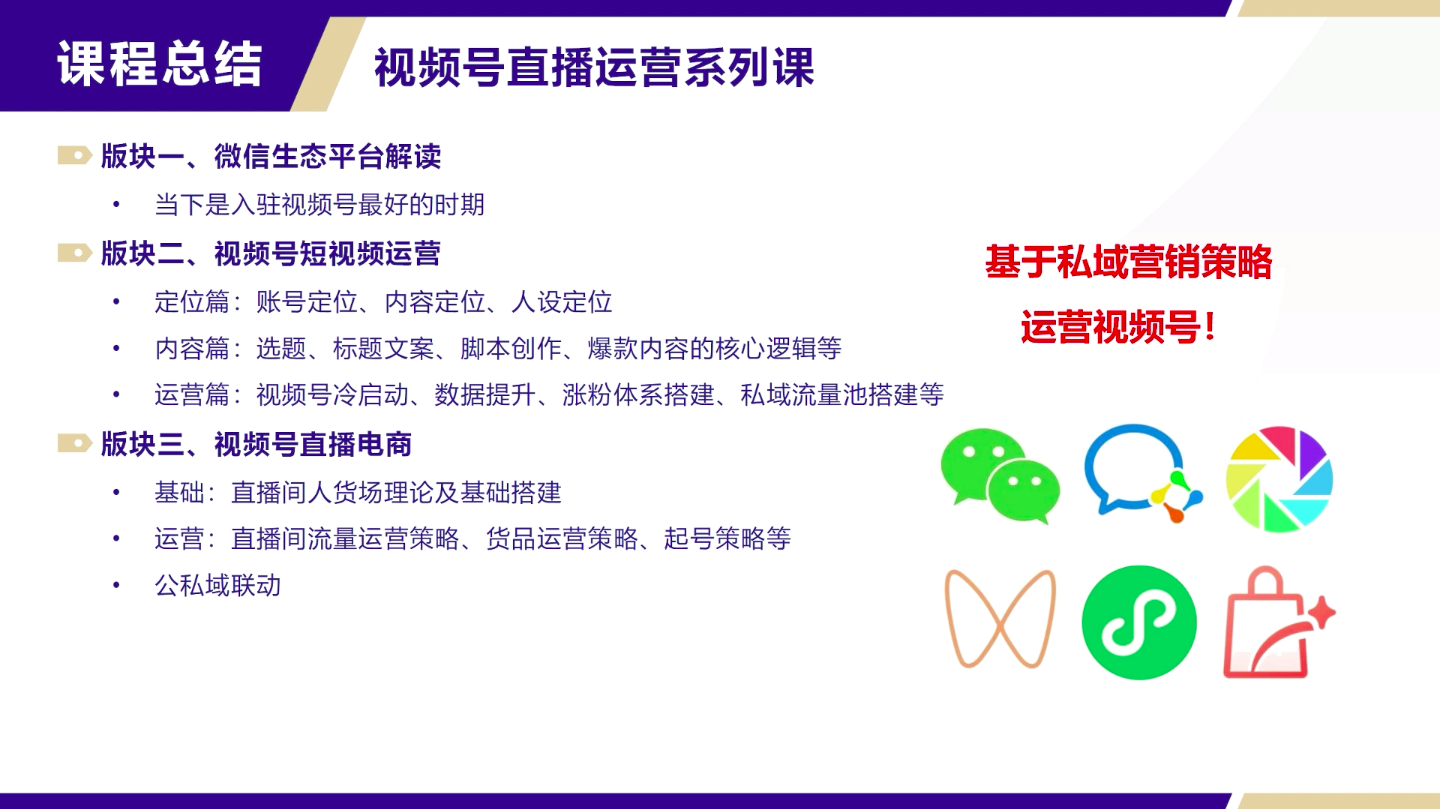 课程总结
视频号直播运营系列课
版块一、微信生态平台解读
• 当下是入驻视频号最好的时期
版块二、视频号短视频运营
• 定位篇：账号定位、内容定位、人设定位
• 内容篇：选题、标题文案、脚本创作、爆款内容的核心逻辑等
• 运营篇：视频号冷启动、数据提升、涨粉体系搭建、私域流量池搭建等
版块三、视频号直播电商
• 基础：直播间人货场理论及基础搭建
• 运营：直播间流量运营策略、货品运营策略、起号策略等
• 公私域联动
基于私域营销策略
运营视频号！